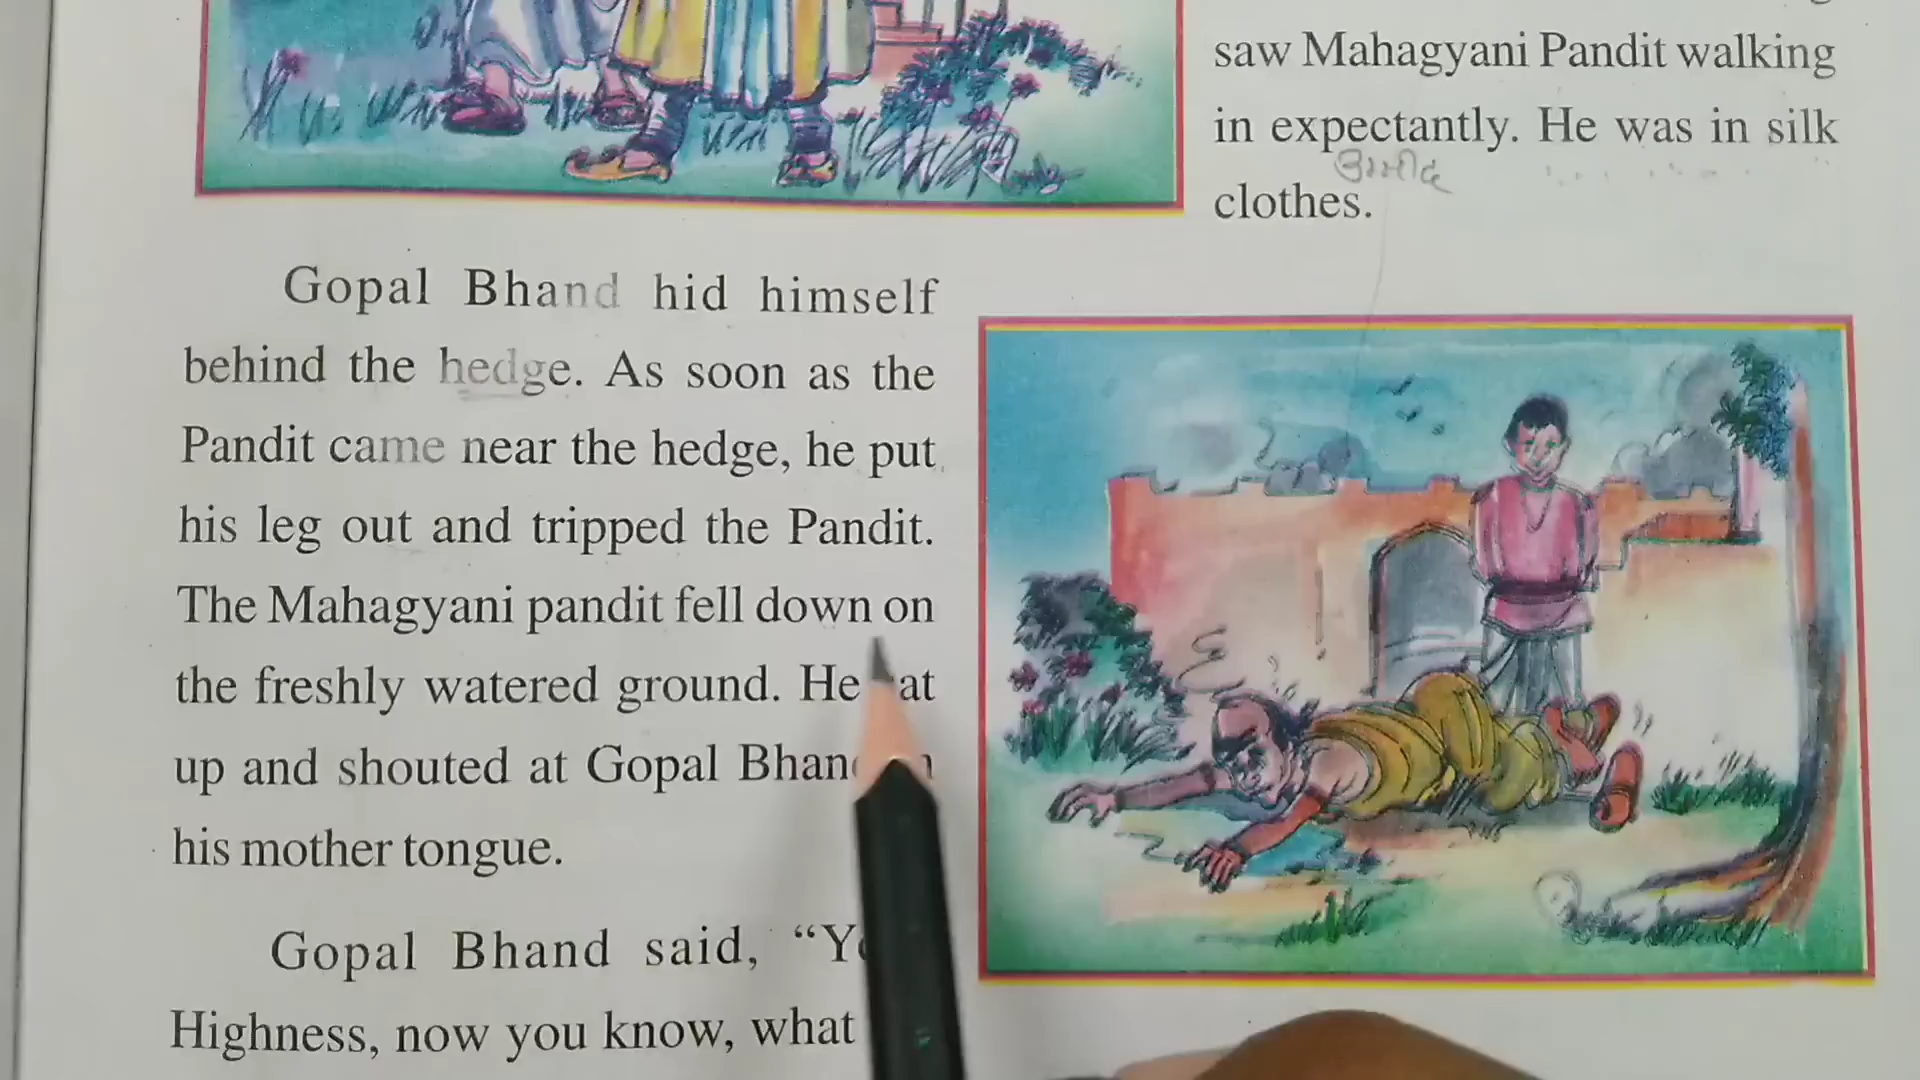 saw Mahagyani Pandit walking
in expectantly. He was in silk
clothes.
Gopal Bhand hid himself
behind the hedge. As soon as the
Pandit came near the hedge, he put
his leg out and tripped the Pandit.
The Mahagyani pandit fell down on
the freshly watered ground. He at
up and shouted at Gopal Bhan
his mother tongue.
Gopal Bhand said, “Yo
Highness, now you know, what